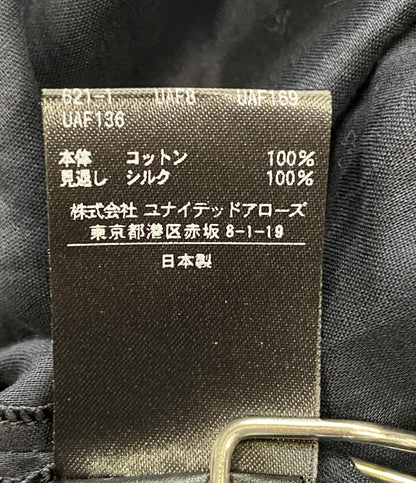 621-1 UAF8 UAF159
UAF136
本体 コットン 100%
見返し シルク 100%
株式会社 ユナイテッドアローズ
東京都港区赤坂 8-1-19
日本製